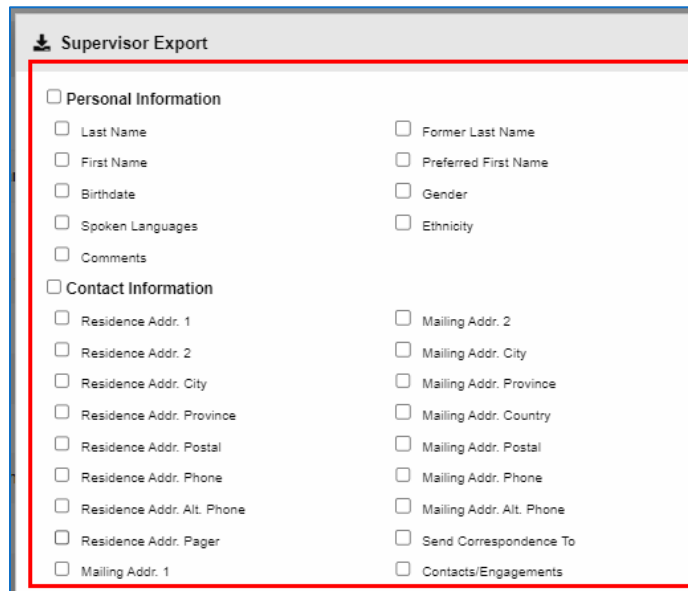 Supervisor Export
Personal Information
Last Name
Former Last Name
First Name
Preferred First Name
Birthdate
Gender
Spoken Languages
Ethnicity
Comments
Contact Information
Residence Addr. 1
Mailing Addr. 2
Residence Addr. 2
Mailing Addr. City
Residence Addr. City
Mailing Addr. Province
Residence Addr. Province
Mailing Addr. Country
Residence Addr. Postal
Mailing Addr. Postal
Residence Addr. Phone
Mailing Addr. Phone
Residence Addr. Alt. Phone
Mailing Addr. Alt. Phone
Residence Addr. Pager
Send Correspondence To
Mailing Addr. 1
Contacts/Engagements